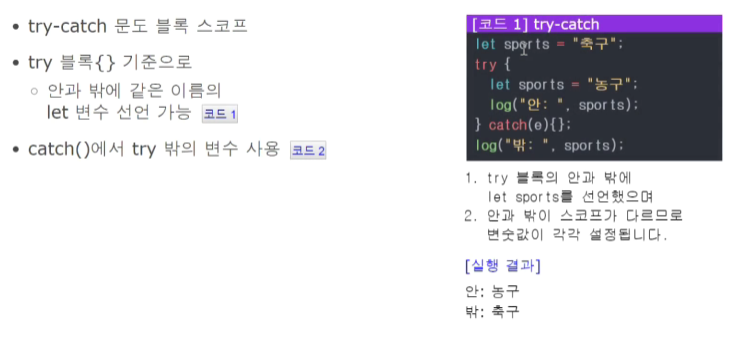 • try-catch 문도 블록 스코프
• try 블록{} 기준으로
○ 안과 밖에 같은 이름의
let 변수 선언 가능 코드 1
• catch()에서 try 밖의 변수 사용 코드 2
[코드 1] try-catch
let sports = "축구";
try {
let sports = "농구";
log("안: ", sports);
} catch(e){};
log("밖: ", sports);
1. try 블록의 안과 밖에
let sports를 선언했으며
2. 안과 밖이 스코프가 다르므로
변숫값이 각각 설정됩니다.
[실행 결과]
안: 농구
밖: 축구